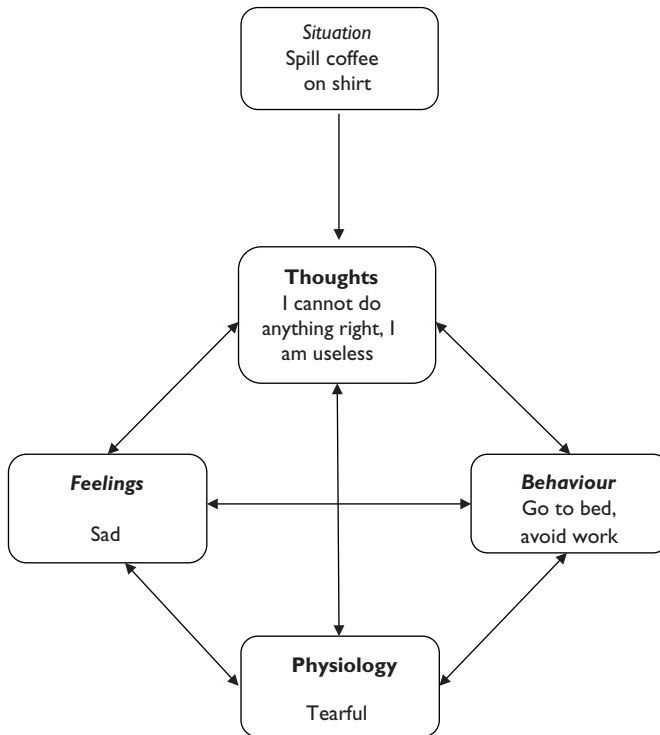 Situation
Spill coffee
on shirt
Thoughts
I cannot do
anything right, I
am useless
Feelings
Sad
Behaviour
Go to bed,
avoid work
Physiology
Tearful